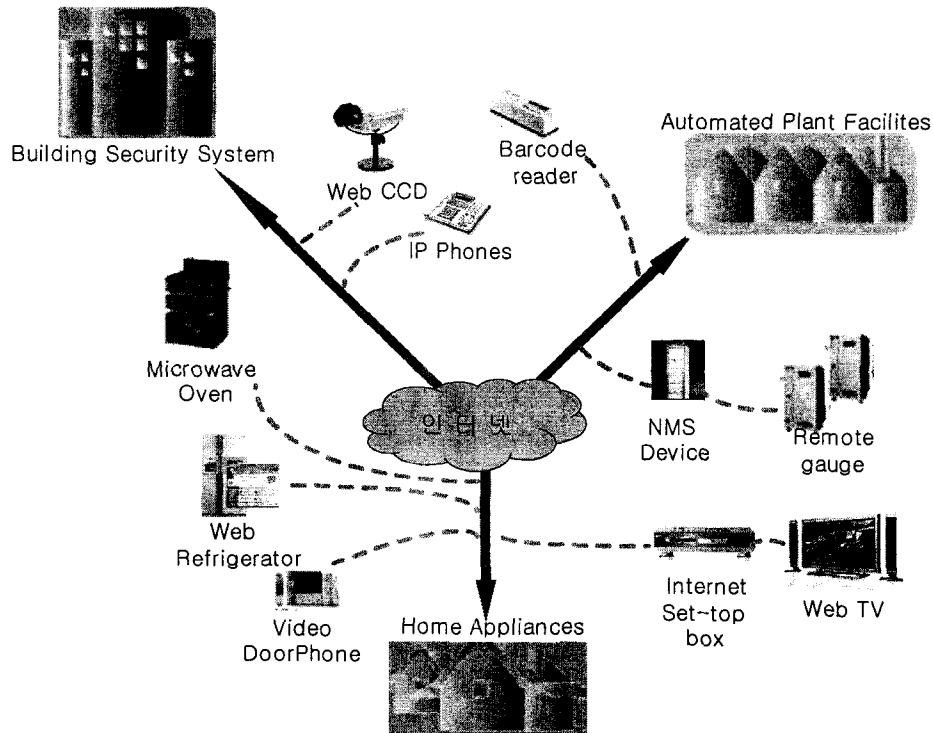 Building Security System
Web CCD
IP Phones
Barcode
reader
Automated Plant Facilites
Microwave
Oven
인터넷
NMS
Device
Remote
gauge
Web
Refrigerator
Video
DoorPhone
Home Appliances
Internet
Set-top
box
Web TV